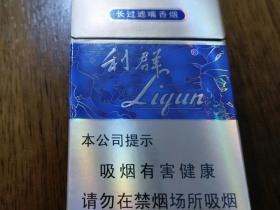 长过滤嘴香烟
利群
Liqun
本公司提示
吸烟有害健康
请勿在禁烟场所吸烟